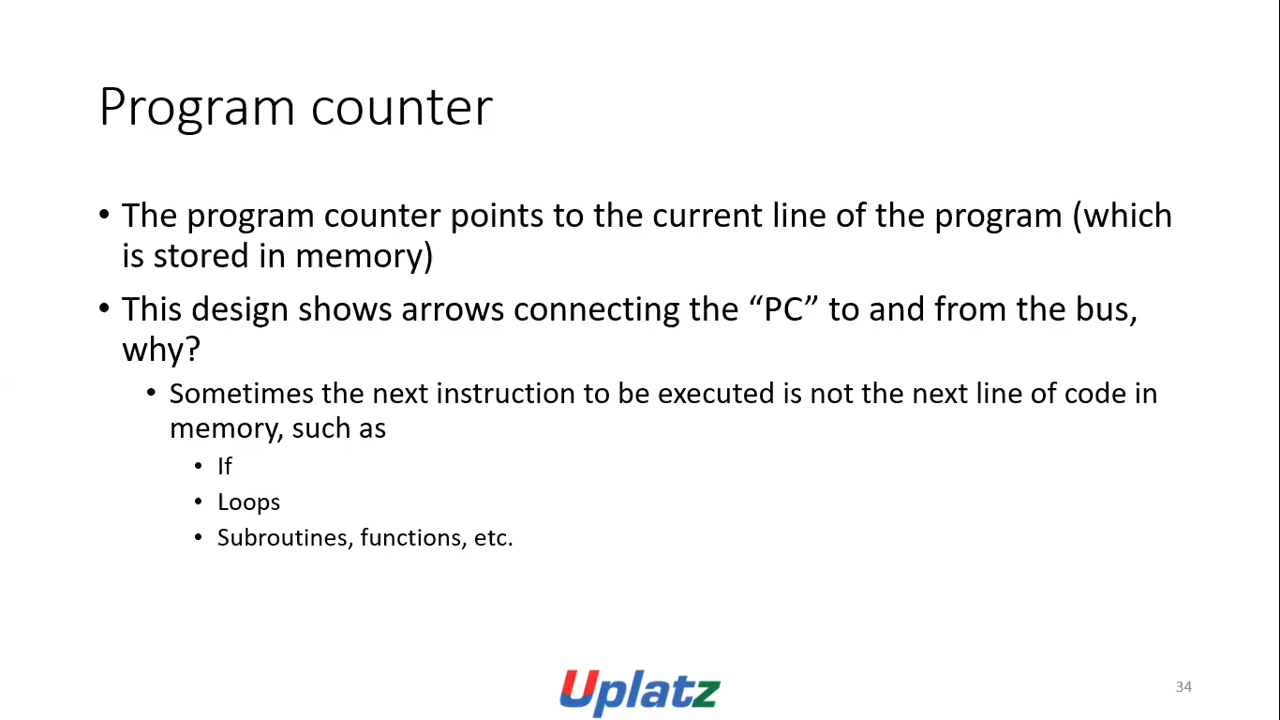 Program counter
• The program counter points to the current line of the program (which
is stored in memory)
• This design shows arrows connecting the “PC” to and from the bus,
why?
• Sometimes the next instruction to be executed is not the next line of code in
memory, such as
• If
• Loops
• Subroutines, functions, etc.
Uplatz
34